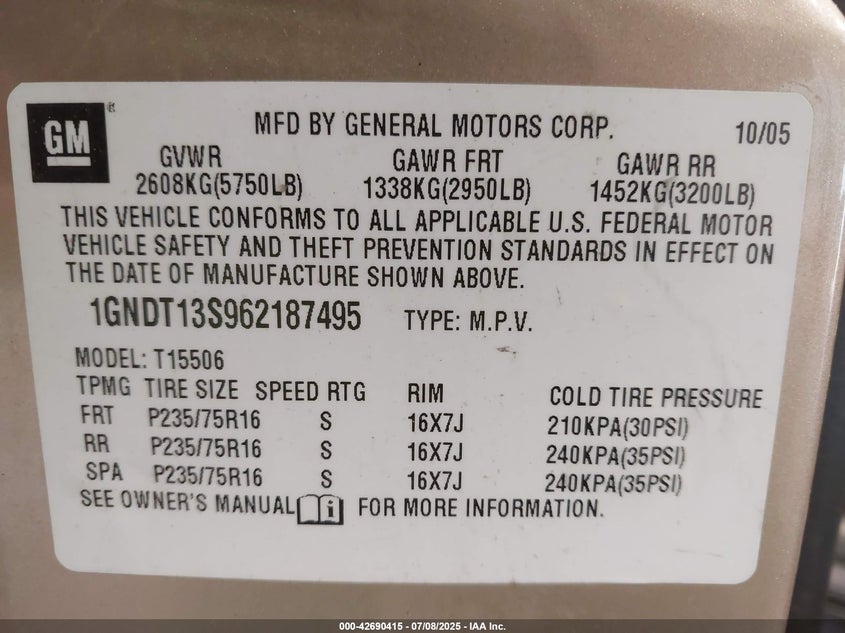 GM ®
MFD BY GENERAL MOTORS CORP. 10/05
GVWR GAWR FRT GAWR RR
2608KG(5750LB) 1338KG(2950LB) 1452KG(3200LB)
THIS VEHICLE CONFORMS TO ALL APPLICABLE U.S. FEDERAL MOTOR
VEHICLE SAFETY AND THEFT PREVENTION STANDARDS IN EFFECT ON
THE DATE OF MANUFACTURE SHOWN ABOVE.
1GNDT13S962187495 TYPE: M.P.V.
MODEL: T15506
TPMG TIRE SIZE SPEED RTG RIM COLD TIRE PRESSURE
FRT P235/75R16 S 16X7J 210KPA(30PSI)
RR P235/75R16 S 16X7J 240KPA(35PSI)
SPA P235/75R16 S 16X7J 240KPA(35PSI)
SEE OWNER'S MANUAL i FOR MORE INFORMATION.
000-42690415 - 07/08/2025 - IAA Inc.